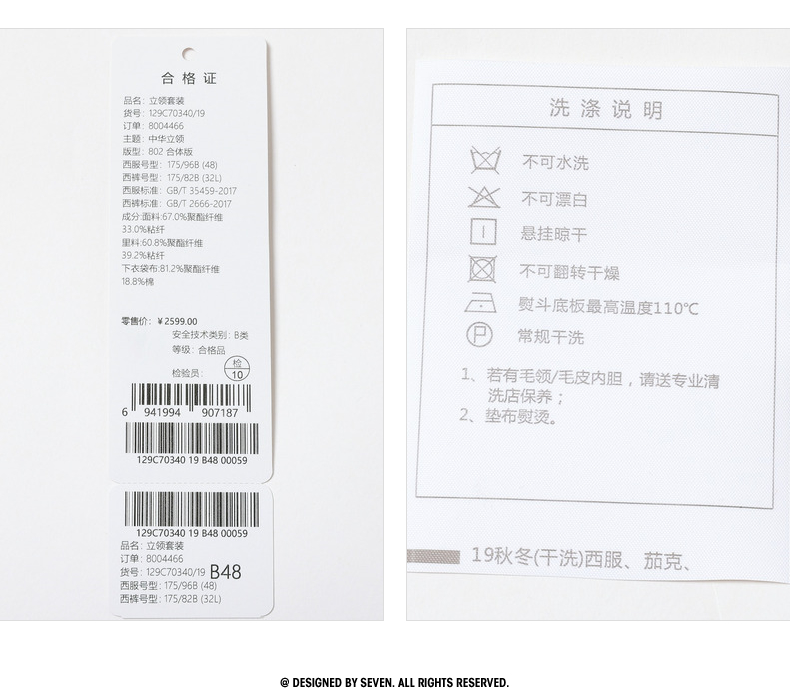 合格证
品名：立领套装
货号：129C70340/19
订单：8004466
主题：中华立领
版型：802 合体版
西服号型：175/96B (48)
西裤号型：175/82B (32L)
西服标准：GB/T 35459-2017
西裤标准：GB/T 2666-2017
成分:面料:67.0%聚酯纤维
33.0%粘纤
里料:60.8%聚酯纤维
39.2%粘纤
下衣袋布:81.2%聚酯纤维
18.8%棉
零售价：￥2599.00
安全技术类别：B类
等级：合格品
检验员：
检
10
6 941994 907187
129C70340 19 B48 00059
129C70340 19 B48 00059
品名：立领套装
订单：8004466
货号：129C70340/19 B48
西服号型：175/96B (48)
西裤号型：175/82B (32L)
洗涤说明
不可水洗
不可漂白
悬挂晾干
不可翻转干燥
熨斗底板最高温度110℃
P 常规干洗
1、若有毛领/毛皮内胆，请送专业清
洗店保养；
2、垫布熨烫。
19秋冬(干洗)西服、茄克、
@ DESIGNED BY SEVEN. ALL RIGHTS RESERVED.